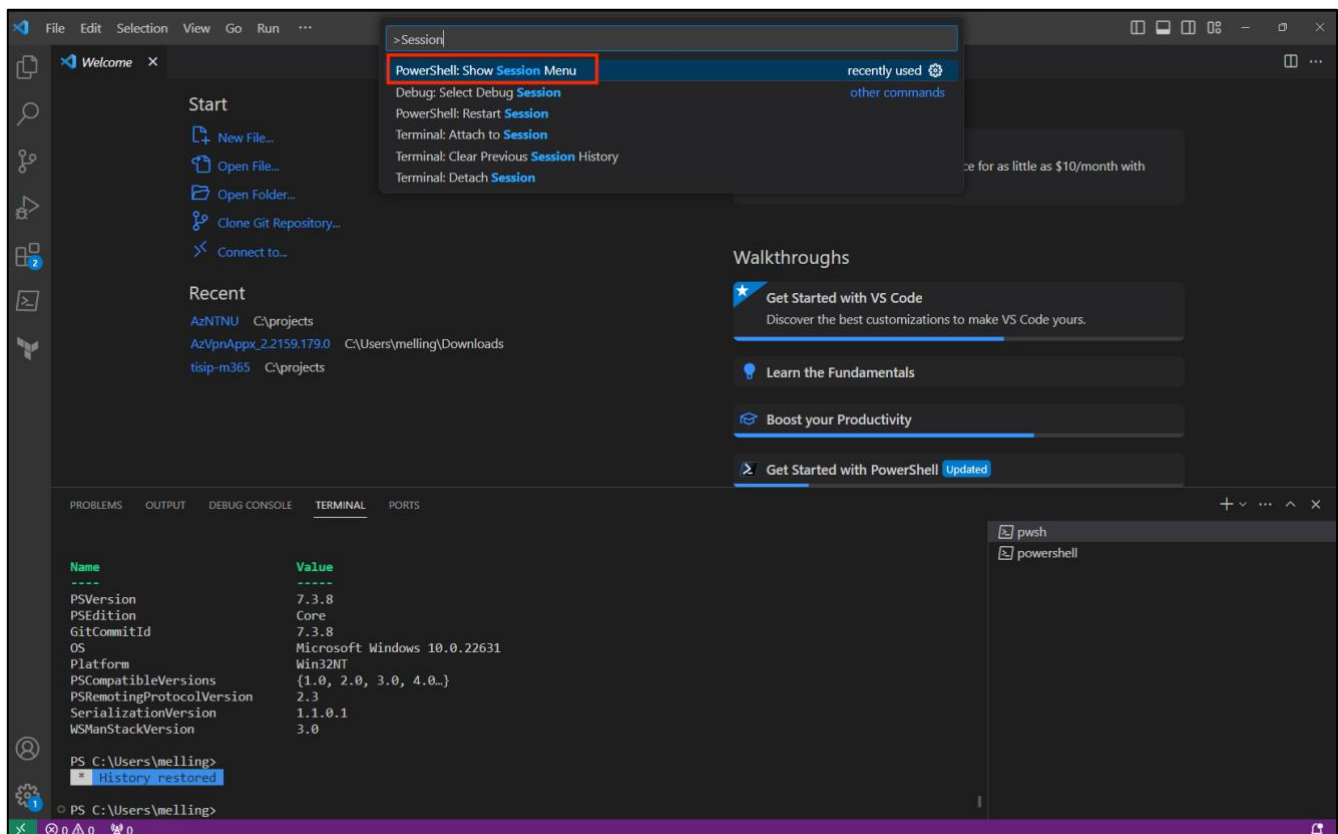 File Edit Selection View Go Run ...
>Session
PowerShell: Show Session Menu recently used
Debug: Select Debug Session other commands
PowerShell: Restart Session
Terminal: Attach to Session
Terminal: Clear Previous Session History
Terminal: Detach Session
Welcome
Start
New File...
Open File...
Open Folder...
Clone Git Repository...
Connect to...
for as little as $10/month with
Recent
AzNTNU C:\projects
AzVpnAppx_2.2159.179.0 C:\Users\melling\Downloads
tisip-m365 C:\projects
Walkthroughs
Get Started with VS Code
Discover the best customizations to make VS Code yours.
Learn the Fundamentals
Boost your Productivity
Get Started with PowerShell Updated
2
1
PROBLEMS OUTPUT DEBUG CONSOLE TERMINAL PORTS
pwsh
powershell
Name Value
---- -----
PSVersion 7.3.8
PSEdition Core
GitCommitId 7.3.8
OS Microsoft Windows 10.0.22631
Platform Win32NT
PSCompatibleVersions {1.0, 2.0, 3.0, 4.0…}
PSRemotingProtocolVersion 2.3
SerializationVersion 1.1.0.1
WSManStackVersion 3.0
PS C:\Users\melling>
* History restored
PS C:\Users\melling>
0 0 0